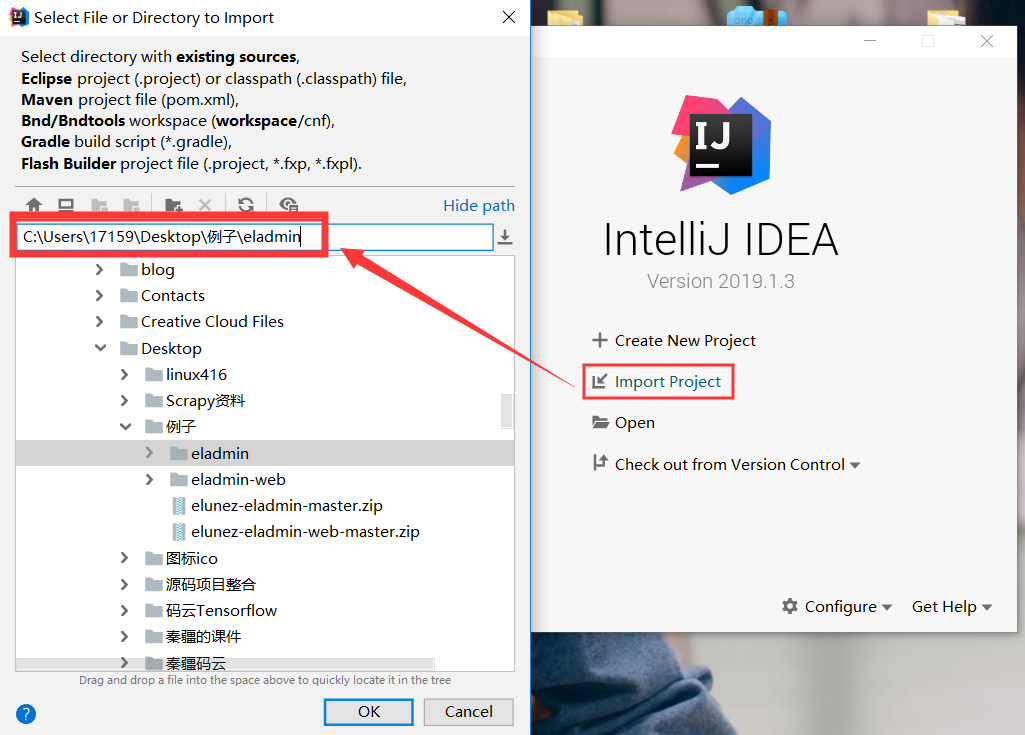 Select File or Directory to Import
Select directory with existing sources,
Eclipse project (.project) or classpath (.classpath) file,
Maven project file (pom.xml),
Bnd/Bndtools workspace (workspace/cnf),
Gradle build script (*.gradle),
Flash Builder project file (.project, *.fxp, *.fxpl).
Hide path
C:\Users\17159\Desktop\例子\eladmin
blog
Contacts
Creative Cloud Files
Desktop
linux416
Scrapy资料
例子
eladmin
eladmin-web
elunez-eladmin-master.zip
elunez-eladmin-web-master.zip
图标ico
源码项目整合
码云Tensorflow
秦疆的课件
秦疆码云
Drag and drop a file into the space above to quickly locate it in the tree
?
OK
Cancel
360
IJ
IntelliJ IDEA
Version 2019.1.3
Create New Project
Import Project
Open
Check out from Version Control
Configure
Get Help